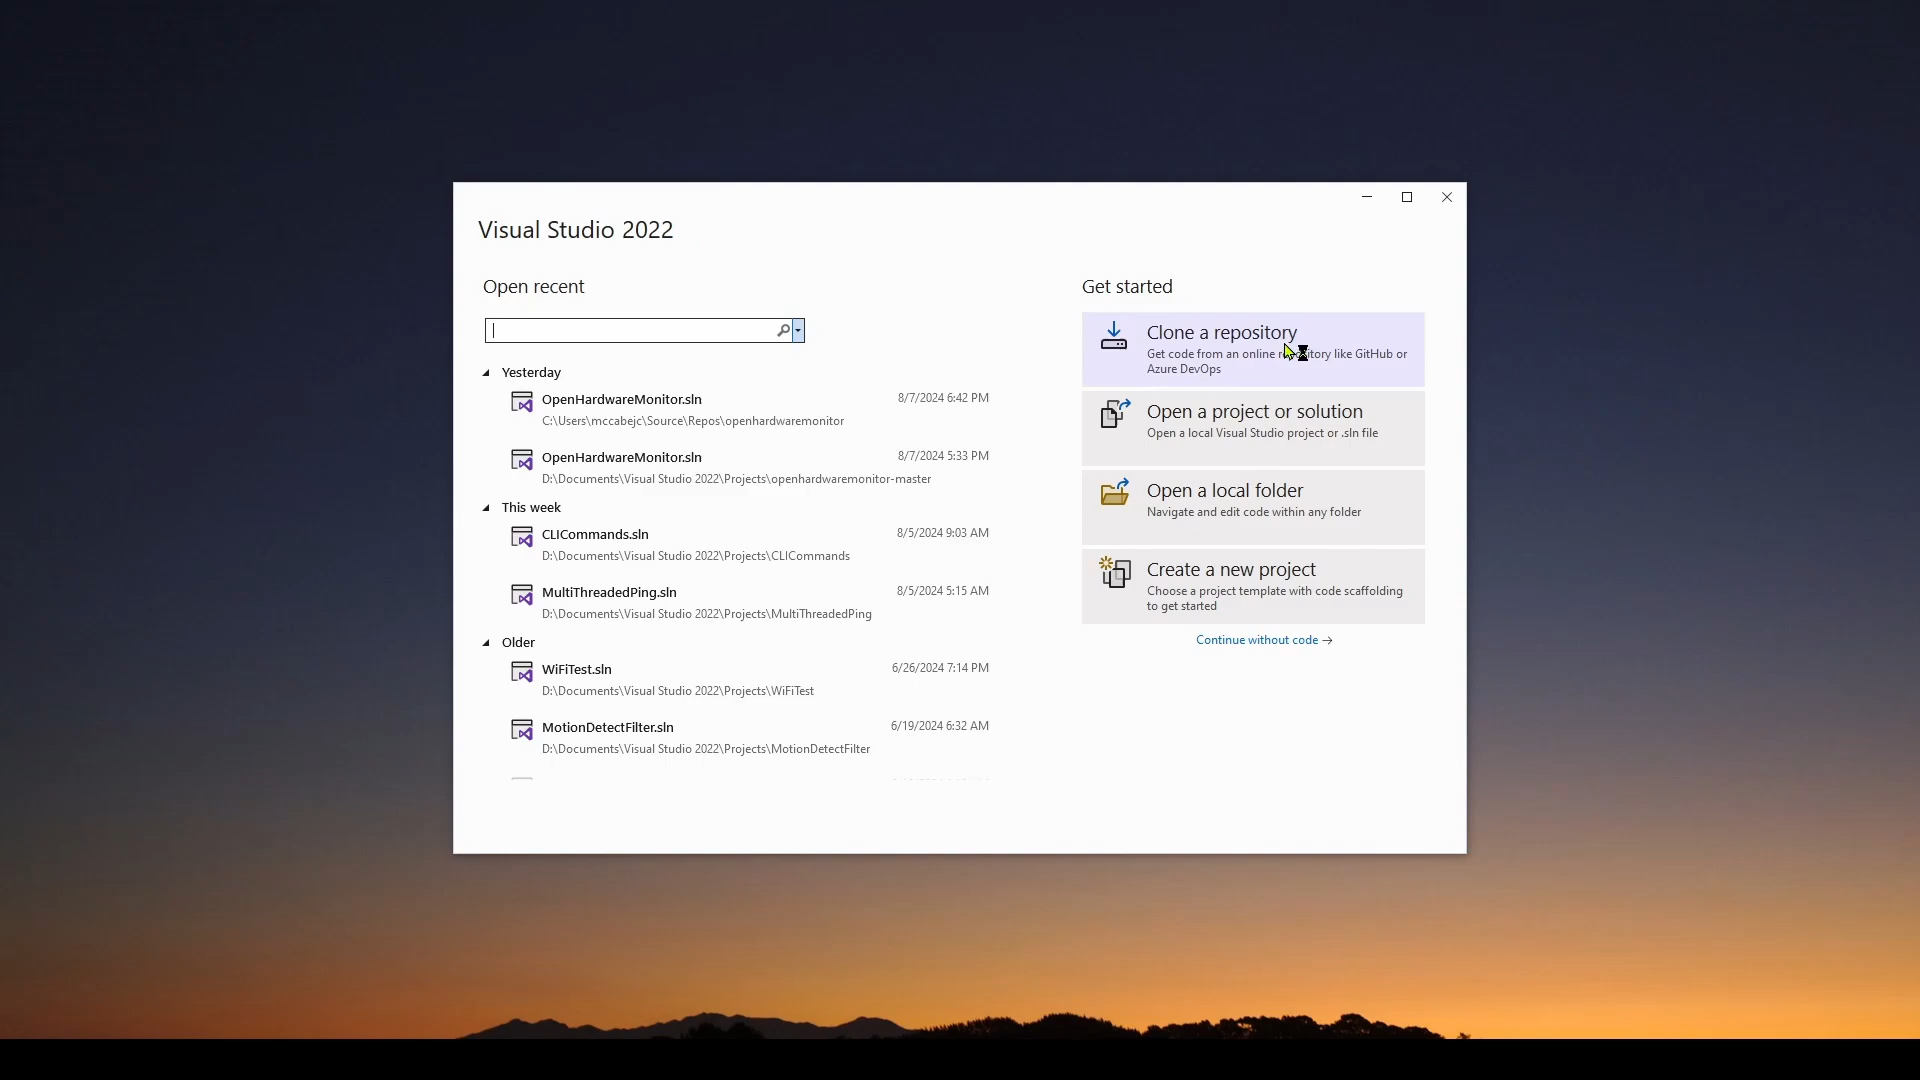 Visual Studio 2022
Open recent
Yesterday
OpenHardwareMonitor.sln 8/7/2024 6:42 PM
C:\Users\mccabejc\Source\Repos\openhardwaremonitor
OpenHardwareMonitor.sln 8/7/2024 5:33 PM
D:\Documents\Visual Studio 2022\Projects\openhardwaremonitor-master
This week
CLICommands.sln 8/5/2024 9:03 AM
D:\Documents\Visual Studio 2022\Projects\CLICommands
MultiThreadedPing.sln 8/5/2024 5:15 AM
D:\Documents\Visual Studio 2022\Projects\MultiThreadedPing
Older
WiFiTest.sln 6/26/2024 7:14 PM
D:\Documents\Visual Studio 2022\Projects\WiFiTest
MotionDetectFilter.sln 6/19/2024 6:32 AM
D:\Documents\Visual Studio 2022\Projects\MotionDetectFilter
Get started
Clone a repository
Get code from an online repository like GitHub or
Azure DevOps
Open a project or solution
Open a local Visual Studio project or .sln file
Open a local folder
Navigate and edit code within any folder
Create a new project
Choose a project template with code scaffolding
to get started
Continue without code →